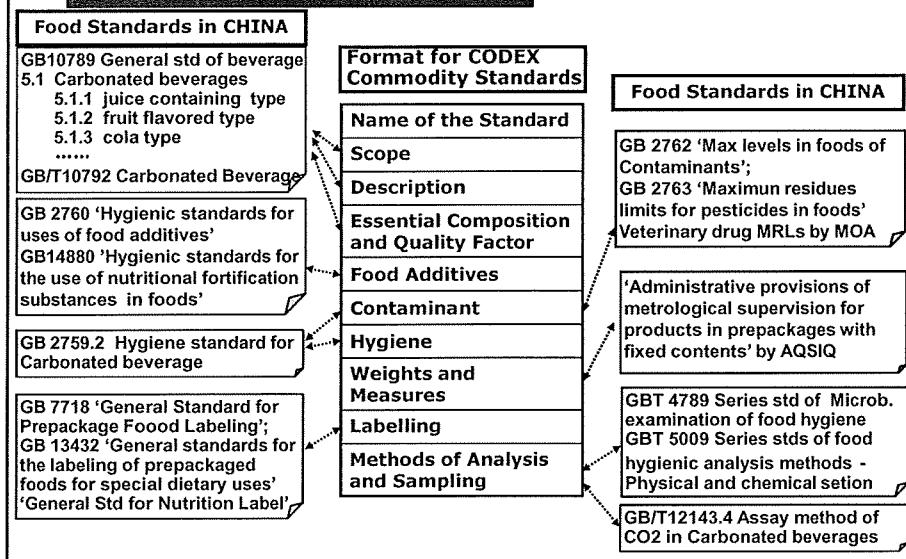 Food Standards in CHINA
GB10789 General std of beverage
5.1 Carbonated beverages
5.1.1 juice containing type
5.1.2 fruit flavored type
5.1.3 cola type
......
GB/T10792 Carbonated Beverage
GB 2760 ‘Hygienic standards for
uses of food additives’
GB14880 ’Hygienic standards for
the use of nutritional fortification
substances in foods’
GB 2759.2 Hygiene standard for
Carbonated beverage
GB 7718 ‘General Standard for
Prepackage Foood Labeling’;
GB 13432 ‘General standards for
the labeling of prepackaged
foods for special dietary uses’
‘General Std for Nutrition Label’
Format for CODEX
Commodity Standards
Name of the Standard
Scope
Description
Essential Composition
and Quality Factor
Food Additives
Contaminant
Hygiene
Weights and
Measures
Labelling
Methods of Analysis
and Sampling
Food Standards in CHINA
GB 2762 ‘Max levels in foods of
Contaminants’;
GB 2763 ‘Maximun residues
limits for pesticides in foods’
Veterinary drug MRLs by MOA
‘Administrative provisions of
metrological supervision for
products in prepackages with
fixed contents’ by AQSIQ
GBT 4789 Series std of Microb.
examination of food hygiene
GBT 5009 Series stds of food
hygienic analysis methods -
Physical and chemical setion
GB/T12143.4 Assay method of
CO2 in Carbonated beverages